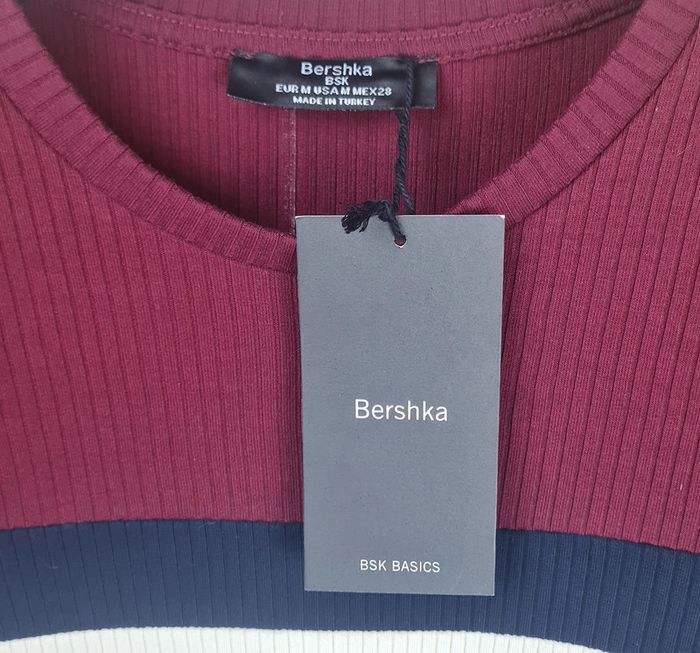 Bershka
BSK
EUR M USA M MEX28
MADE IN TURKEY
Bershka
BSK BASICS